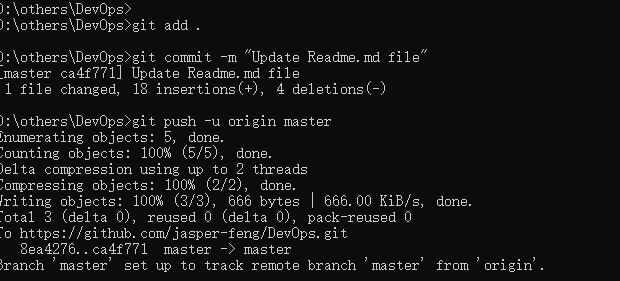 D:\others\DevOps>
D:\others\DevOps>git add .
D:\others\DevOps>git commit -m "Update Readme.md file"
[master ca4f771] Update Readme.md file
1 file changed, 18 insertions(+), 4 deletions(-)
D:\others\DevOps>git push -u origin master
Enumerating objects: 5, done.
Counting objects: 100% (5/5), done.
Delta compression using up to 2 threads
Compressing objects: 100% (2/2), done.
Writing objects: 100% (3/3), 666 bytes | 666.00 KiB/s, done.
Total 3 (delta 0), reused 0 (delta 0), pack-reused 0
To https://github.com/jasper-feng/DevOps.git
8ea4276..ca4f771  master -> master
Branch 'master' set up to track remote branch 'master' from 'origin'.